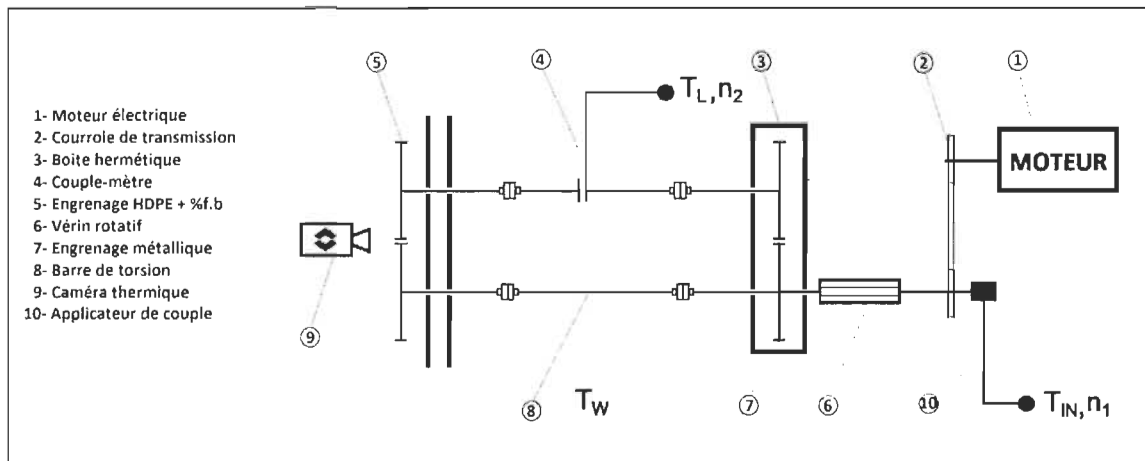 ⑤ ④ ③ ② ①
T_L,n_2
1- Moteur électrique
2- Courroie de transmission
3- Boite hermétique
4- Couple-mètre
5- Engrenage HDPE + %f.b
6- Vérin rotatif
7- Engrenage métallique
8- Barre de torsion
9- Caméra thermique
10- Applicateur de couple
MOTEUR
⑨
⑧ T_W ⑦ ⑥ ⑩ T_IN,n_1